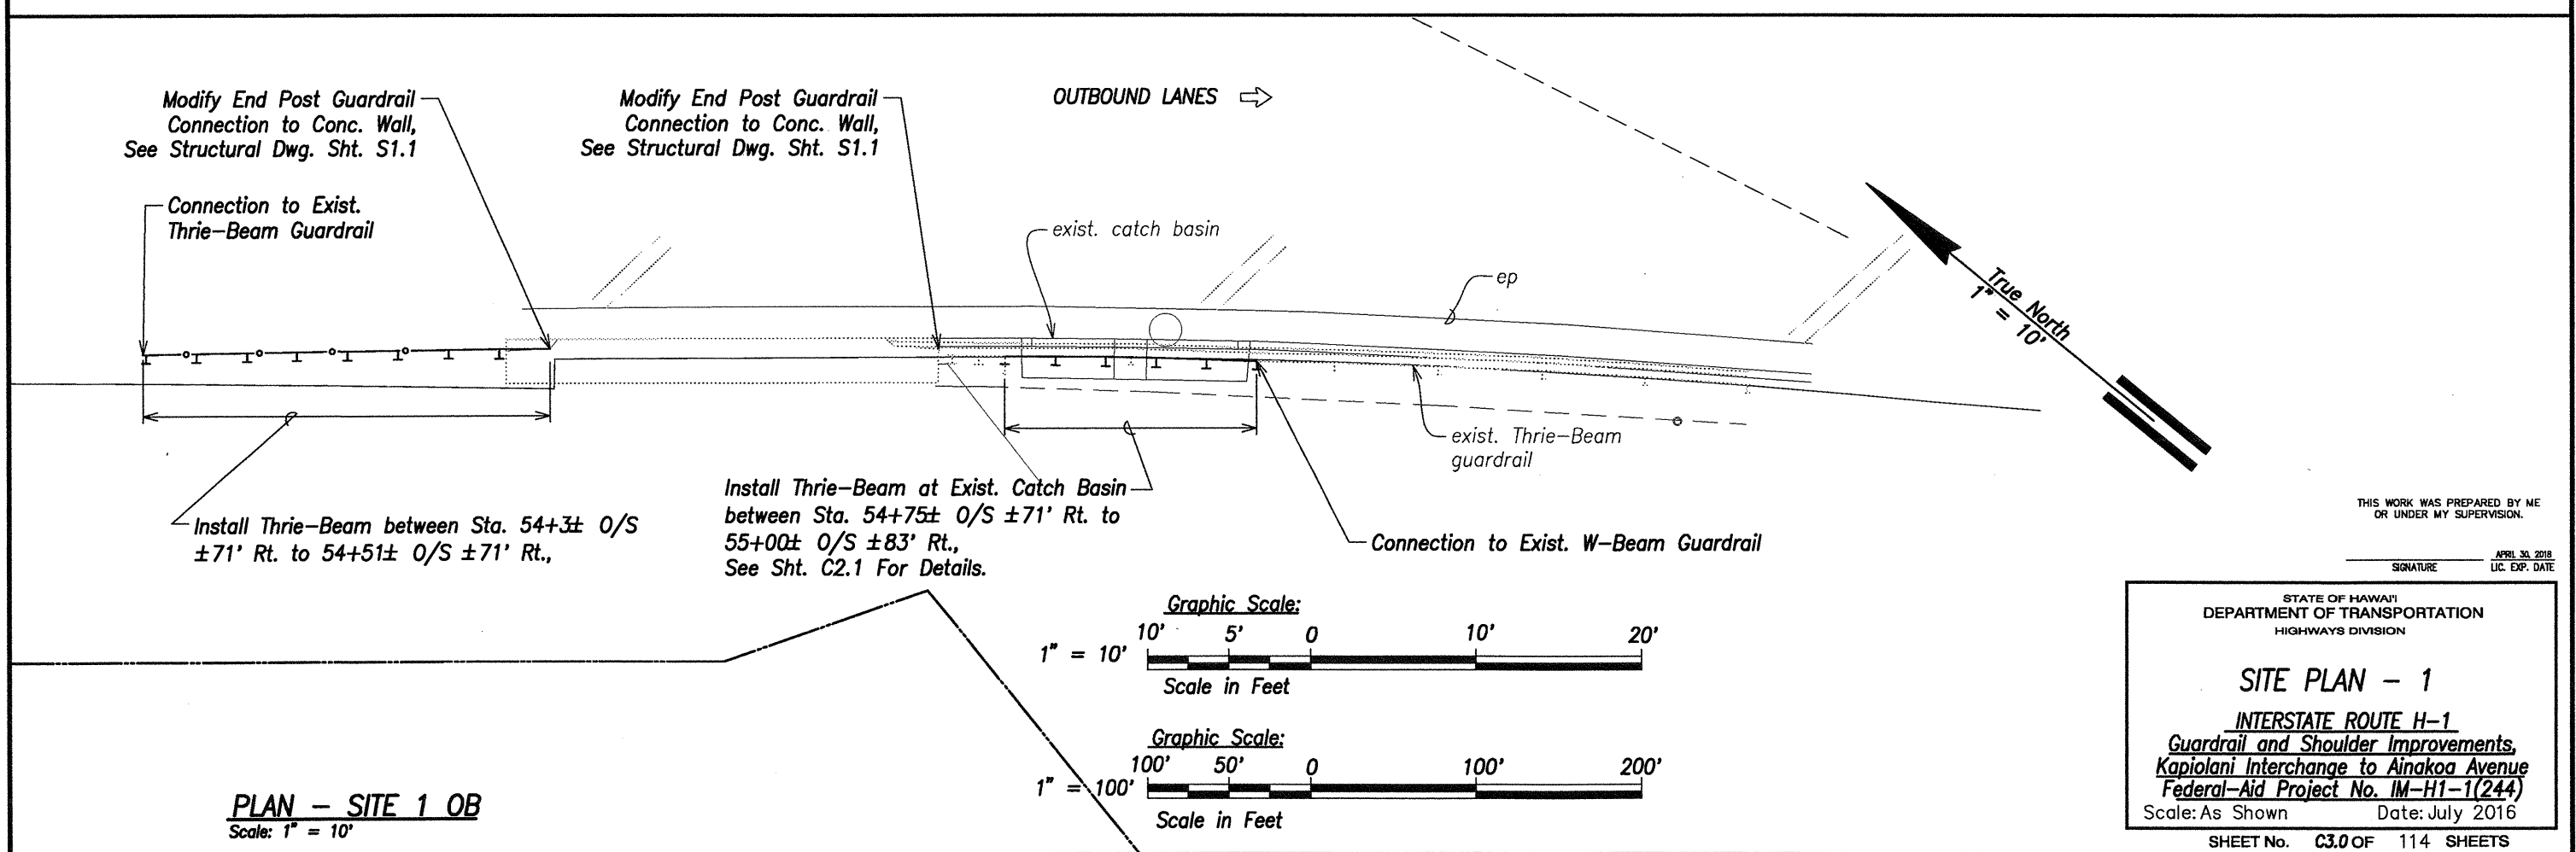 Modify End Post Guardrail
Connection to Conc. Wall,
See Structural Dwg. Sht. S1.1
Modify End Post Guardrail
Connection to Conc. Wall,
See Structural Dwg. Sht. S1.1
OUTBOUND LANES
Connection to Exist.
Thrie-Beam Guardrail
exist. catch basin
ep
True North
1" = 10'
exist. Thrie-Beam
guardrail
Install Thrie-Beam between Sta. 54+3± O/S
±71' Rt. to 54+51± O/S ±71' Rt.,
Install Thrie-Beam at Exist. Catch Basin
between Sta. 54+75± O/S ±71' Rt. to
55+00± O/S ±83' Rt.,
See Sht. C2.1 For Details.
Connection to Exist. W-Beam Guardrail
Graphic Scale:
10' 5' 0 10' 20'
1" = 10'
Scale in Feet
Graphic Scale:
100' 50' 0 100' 200'
1" = 100'
Scale in Feet
PLAN - SITE 1 OB
Scale: 1" = 10'
THIS WORK WAS PREPARED BY ME
OR UNDER MY SUPERVISION.
APRIL 30, 2018
SIGNATURE LIC. EXP. DATE
STATE OF HAWAI'I
DEPARTMENT OF TRANSPORTATION
HIGHWAYS DIVISION
SITE PLAN - 1
INTERSTATE ROUTE H-1
Guardrail and Shoulder Improvements,
Kapiolani Interchange to Ainakoa Avenue
Federal-Aid Project No. IM-H1-1(244)
Scale: As Shown Date: July 2016
SHEET No. C3.0 OF 114 SHEETS